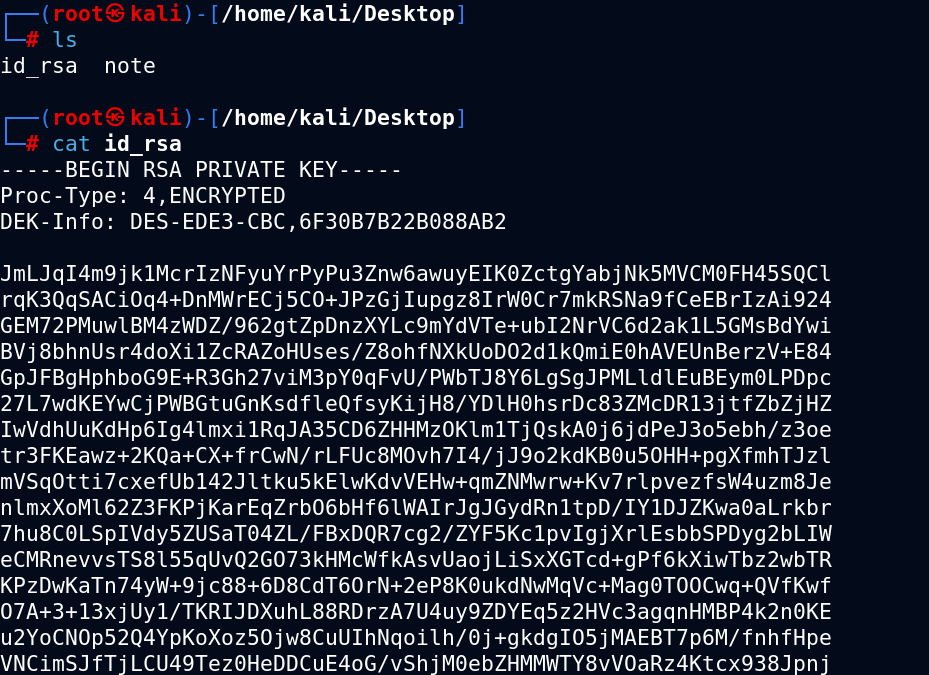 ┌──(root㉿kali)-[/home/kali/Desktop]
└─# ls
id_rsa  note
┌──(root㉿kali)-[/home/kali/Desktop]
└─# cat id_rsa
-----BEGIN RSA PRIVATE KEY-----
Proc-Type: 4,ENCRYPTED
DEK-Info: DES-EDE3-CBC,6F30B7B22B088AB2
JmLJqI4m9jk1McrIzNFyuYrPyPu3Znw6awuyEIK0ZctgYabjNk5MVCM0FH45SQCl
rqK3QqSACiOq4+DnMWrECj5CO+JPzGjIupgz8IrW0Cr7mkRSNa9fCeEBrIzAi924
GEM72PMuwlBM4zWDZ/962gtZpDnzXYLc9mYdVTe+ubI2NrVC6d2ak1L5GMsBdYwi
BVj8bhnUsr4doXi1ZcRAZoHUses/Z8ohfNXkUoDO2d1kQmiE0hAVEUnBerzV+E84
GpJFBgHphboG9E+R3Gh27viM3pY0qFvU/PWbTJ8Y6LgSgJPMLldlEuBEym0LPDpc
27L7wdKEYwCjPWBGtuGnKsdfleQfsyKijH8/YDlH0hsrDc83ZMcDR13jtfZbZjHZ
IwVdhUuKdHp6Ig4lmxi1RqJA35CD6ZHHMzOKlm1TjQskA0j6jdPeJ3o5ebh/z3oe
tr3FKEawz+2KQa+CX+frCwN/rLFUc8MOvh7I4/jJ9o2kdKB0u5OHH+pgXfmhTJzl
mVSqOtti7cxefUb142Jltku5kElwKdvVEHw+qmZNMwrw+Kv7rlpvezfsW4uzm8Je
nlmxXoMl62Z3FKPjKarEqZrbO6bHf6lWAIrJgJGydRn1tpD/IY1DJZKwa0aLrkbr
7hu8C0LSpIVdy5ZUSaT04ZL/FBxDQR7cg2/ZYF5Kc1pvIgjXrlEsbbSPDyg2bLIW
eCMRnevvsTS8l55qUvQ2GO73kHMcWfkAsvUaojLiSxXGTcd+gPf6kXiwTbz2wbTR
KPzDwKaTn74yW+9jc88+6D8CdT6OrN+2eP8K0ukdNwMqVc+Mag0TOOCwq+QVfKwf
O7A+3+13xjUy1/TKRIJDXuhL88RDrzA7U4uy9ZDYEq5z2HVc3agqnHMBP4k2n0KE
u2YoCNOp52Q4YpKoXoz5Ojw8CuUIhNqoilh/0j+gkdgIO5jMAEBT7p6M/fnhfHpe
VNCimSJfTjLCU49Tez0HeDDCuE4oG/vShjM0ebZHMMWTY8vVOaRz4Ktcx938Jpnj